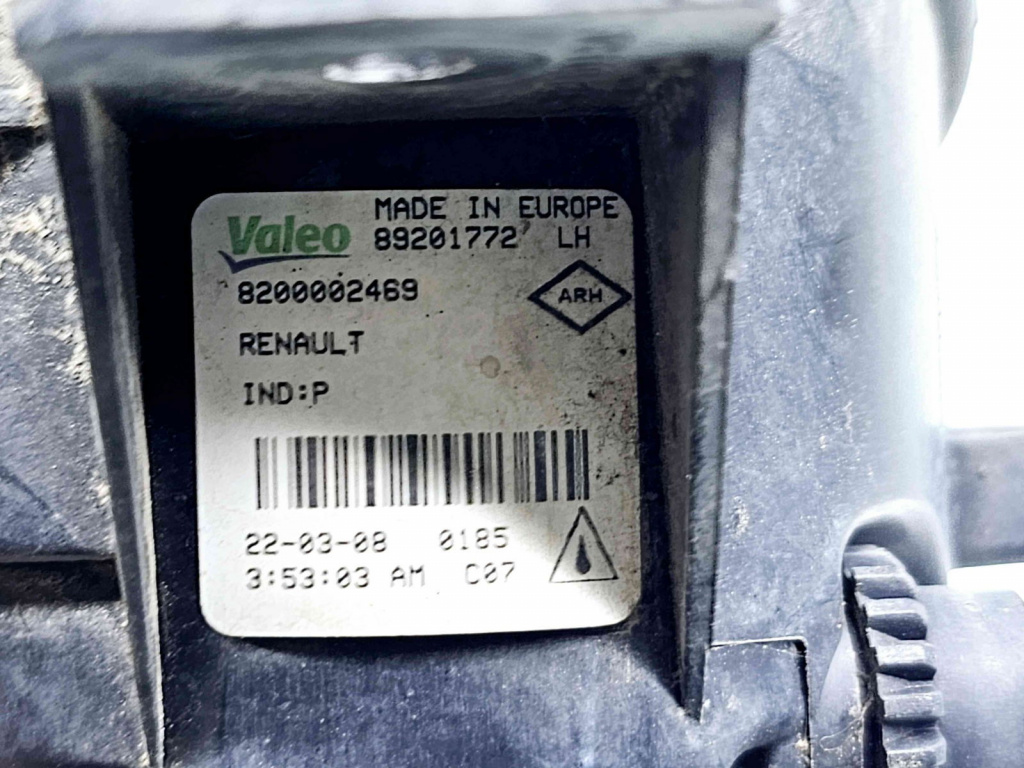 Valeo MADE IN EUROPE
89201772 LH
8200002469
ARH
RENAULT
IND:P
22-03-08 0185
3:53:03 AM C07